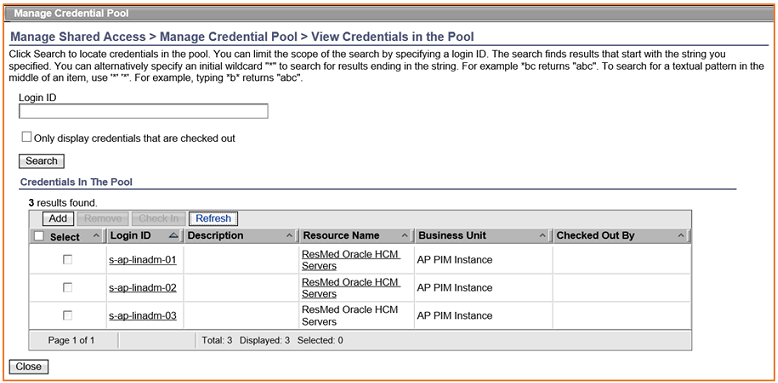 Manage Credential Pool
Manage Shared Access > Manage Credential Pool > View Credentials in the Pool
Click Search to locate credentials in the pool. You can limit the scope of the search by specifying a login ID. The search finds results that start with the string you
specified. You can alternatively specify an initial wildcard "*" to search for results ending in the string. For example *bc returns "abc". To search for a textual pattern in the
middle of an item, use '*' '*'. For example, typing *b* returns "abc".
Login ID
Only display credentials that are checked out
Search
Credentials In The Pool
3 results found.
Add Remove Check In Refresh
Select Login ID Description Resource Name Business Unit Checked Out By
s-ap-linadm-01 ResMed Oracle HCM AP PIM Instance
Servers
s-ap-linadm-02 ResMed Oracle HCM AP PIM Instance
Servers
s-ap-linadm-03 ResMed Oracle HCM AP PIM Instance
Servers
Page 1 of 1 Total: 3 Displayed: 3 Selected: 0
Close